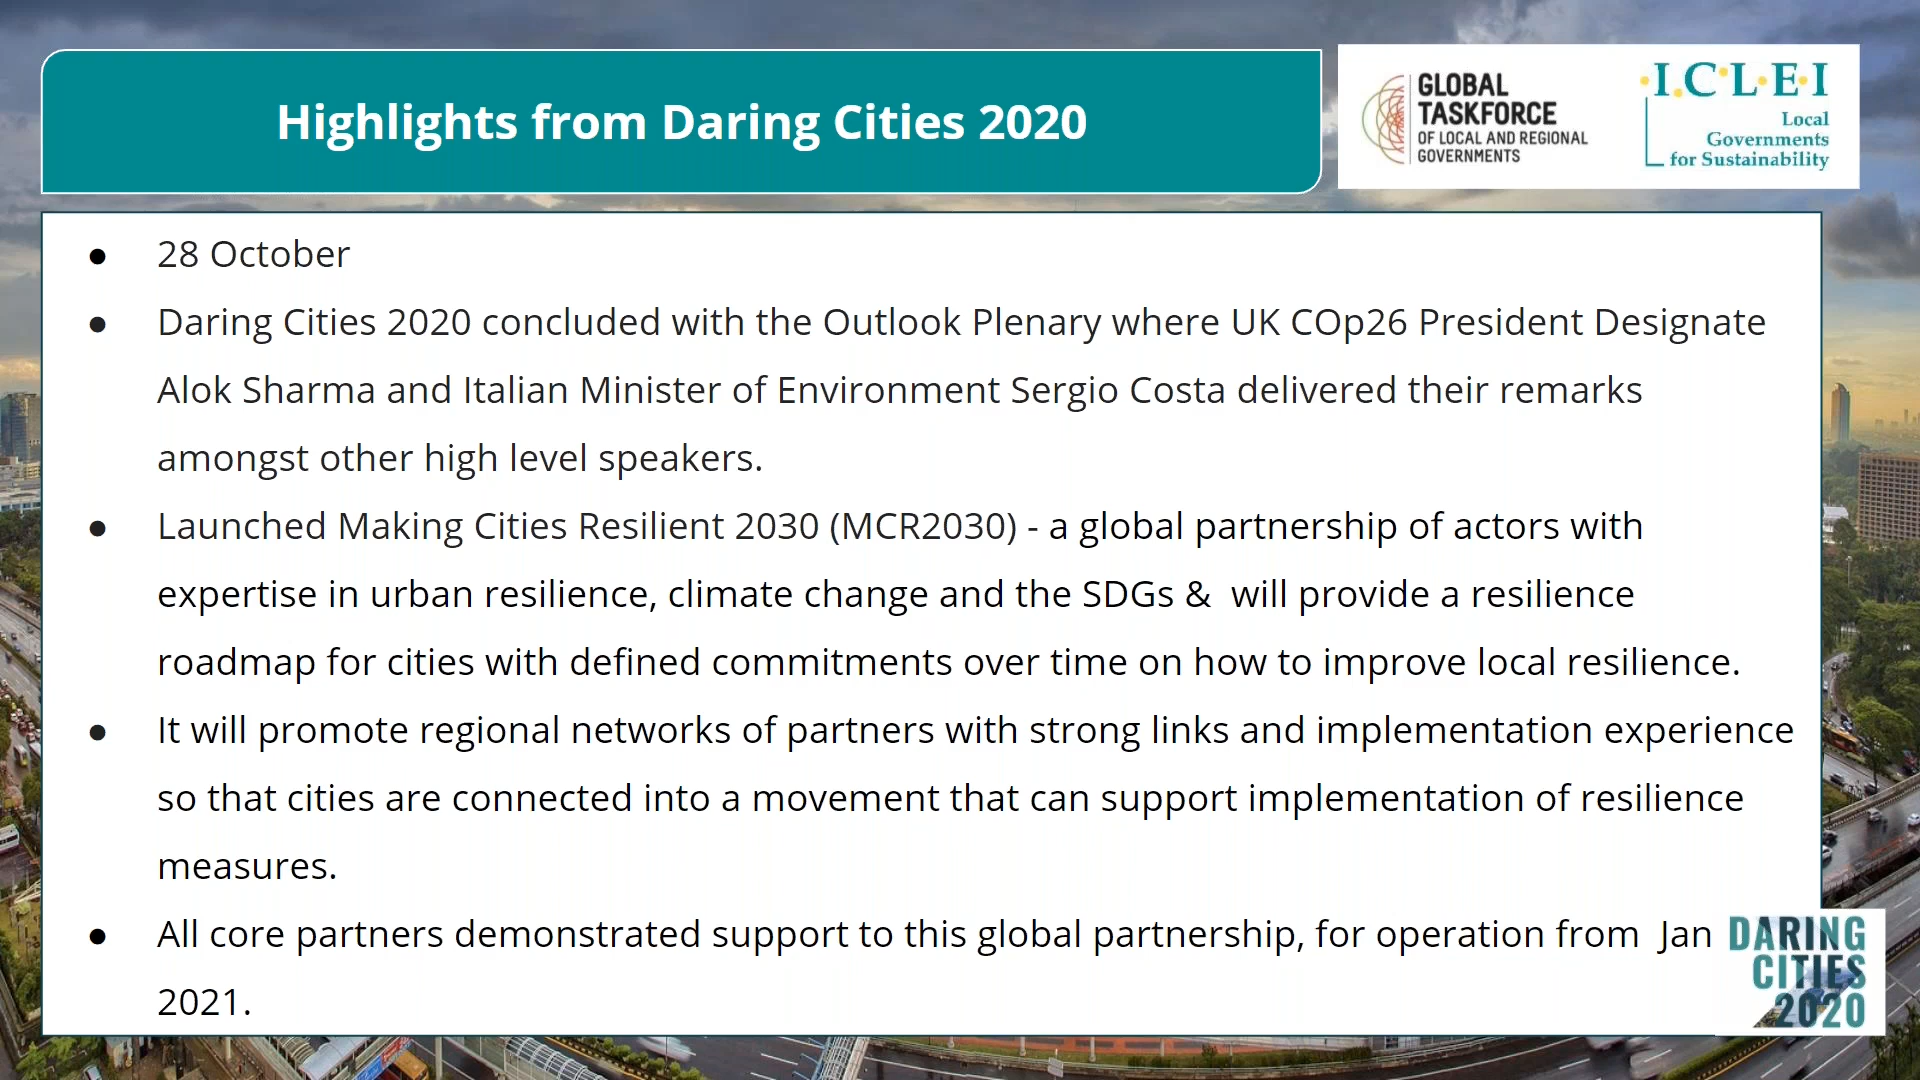 Highlights from Daring Cities 2020
GLOBAL
TASKFORCE
OF LOCAL AND REGIONAL
GOVERNMENTS
I.C.L.E.I
Local
Governments
for Sustainability
● 28 October
● Daring Cities 2020 concluded with the Outlook Plenary where UK COp26 President Designate
Alok Sharma and Italian Minister of Environment Sergio Costa delivered their remarks
amongst other high level speakers.
● Launched Making Cities Resilient 2030 (MCR2030) - a global partnership of actors with
expertise in urban resilience, climate change and the SDGs &  will provide a resilience
roadmap for cities with defined commitments over time on how to improve local resilience.
● It will promote regional networks of partners with strong links and implementation experience
so that cities are connected into a movement that can support implementation of resilience
measures.
● All core partners demonstrated support to this global partnership, for operation from  Jan
2021.
DARING
CITIES
2020